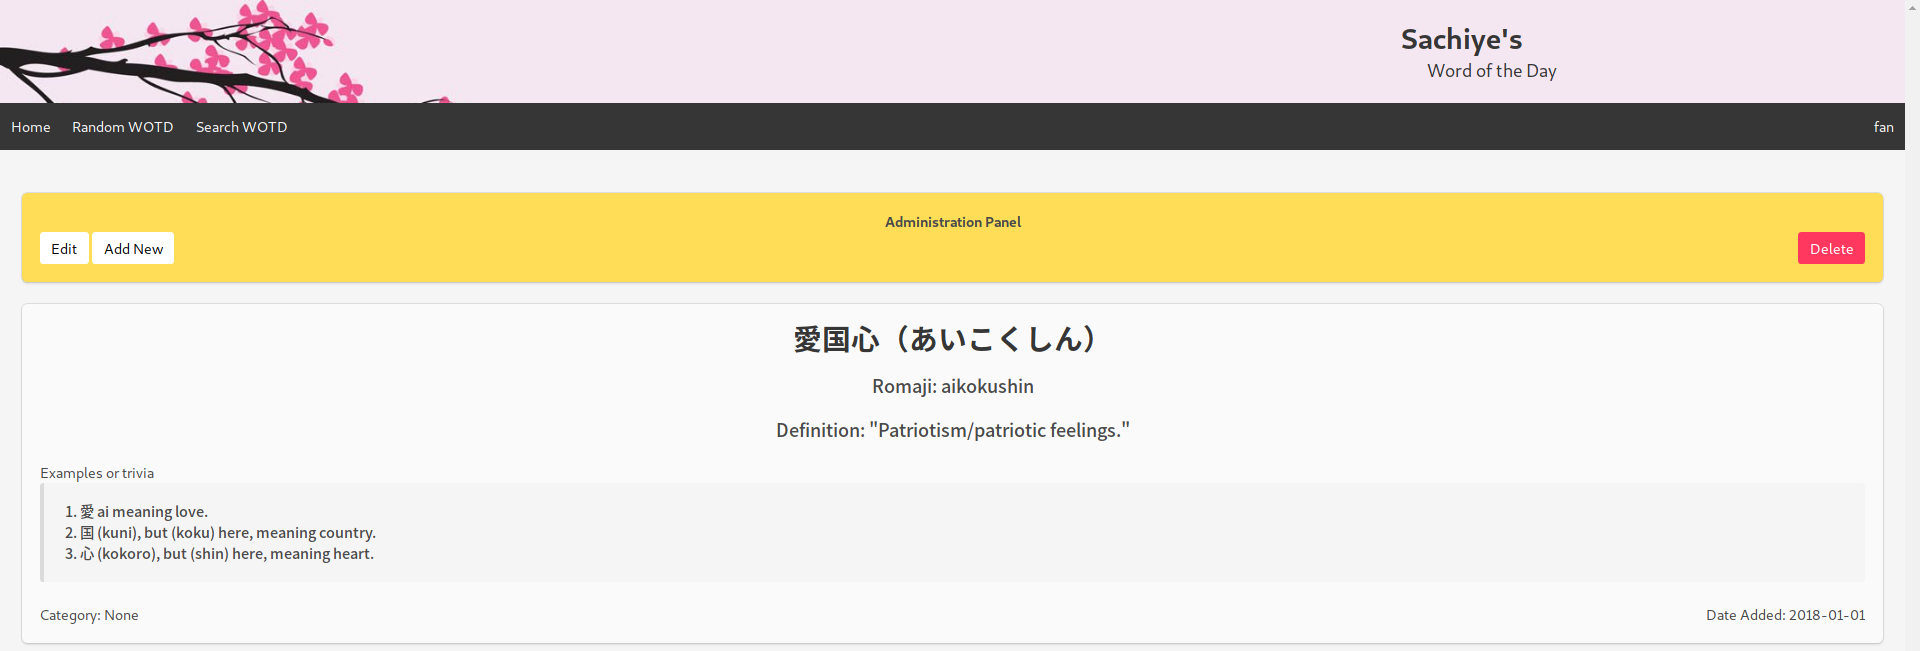 Sachiye's
Word of the Day
Home Random WOTD Search WOTD fan
Administration Panel
Edit Add New Delete
愛国心（あいこくしん）
Romaji: aikokushin
Definition: "Patriotism/patriotic feelings."
Examples or trivia
1. 愛 ai meaning love.
2. 国 (kuni), but (koku) here, meaning country.
3. 心 (kokoro), but (shin) here, meaning heart.
Category: None Date Added: 2018-01-01